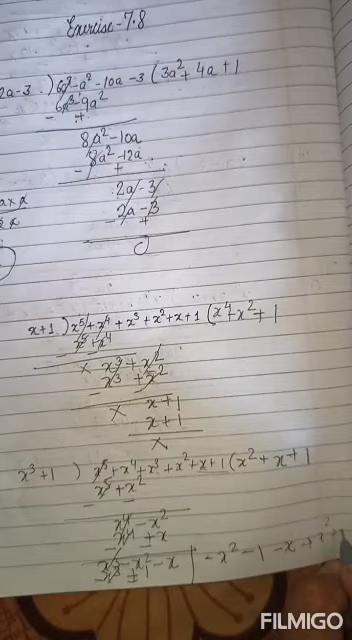 Exercise-7.8
2a-3 ) 6a³-a²-10a-3 ( 3a²+4a+1
6a³-9a²
- +
8a²-10a
8a²-12a
- +
2a-3
2a-3
- +
0
x+1 ) x⁵+x⁴+x³+x²+x+1 ( x⁴+x²+1
x⁵+x⁴
- -
x x³+x²
x³+x²
- -
x x+1
x+1
x
x³+1 ) x⁵+x⁴+x³+x²+x+1 ( x²+x+1
x⁵+x²
- -
x⁴-x²
x⁴+x
FILMIGO